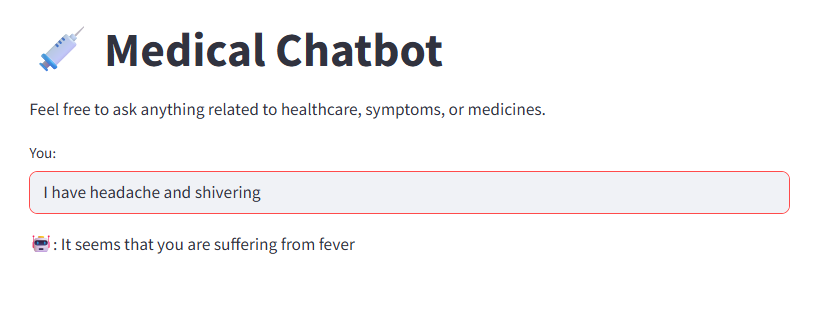 Medical Chatbot
Feel free to ask anything related to healthcare, symptoms, or medicines.
You:
I have headache and shivering
: It seems that you are suffering from fever